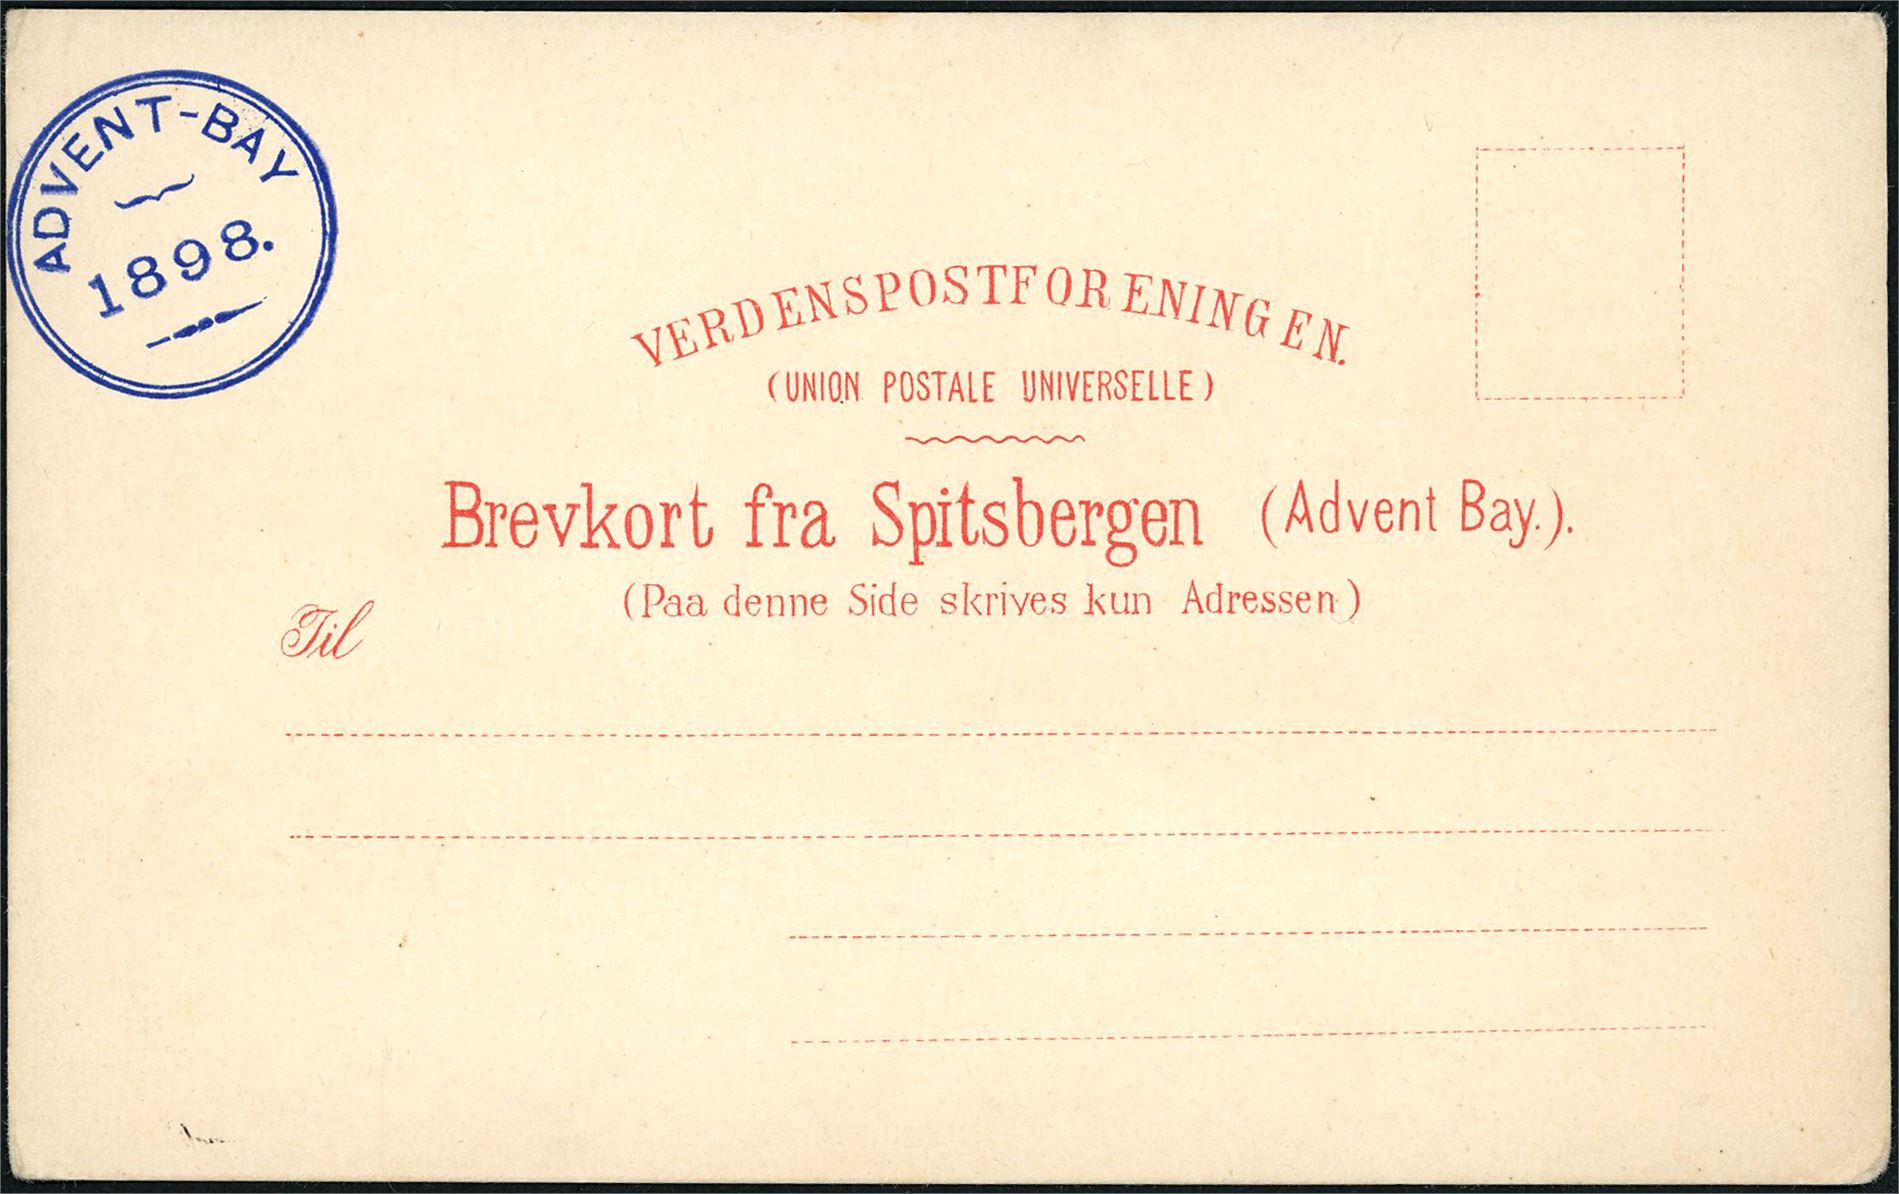 ADVENT-BAY
1898.
VERDENSPOSTFORENINGEN.
(UNION POSTALE UNIVERSELLE)
Brevkort fra Spitsbergen (Advent Bay.).
(Paa denne Side skrives kun Adressen)
Til